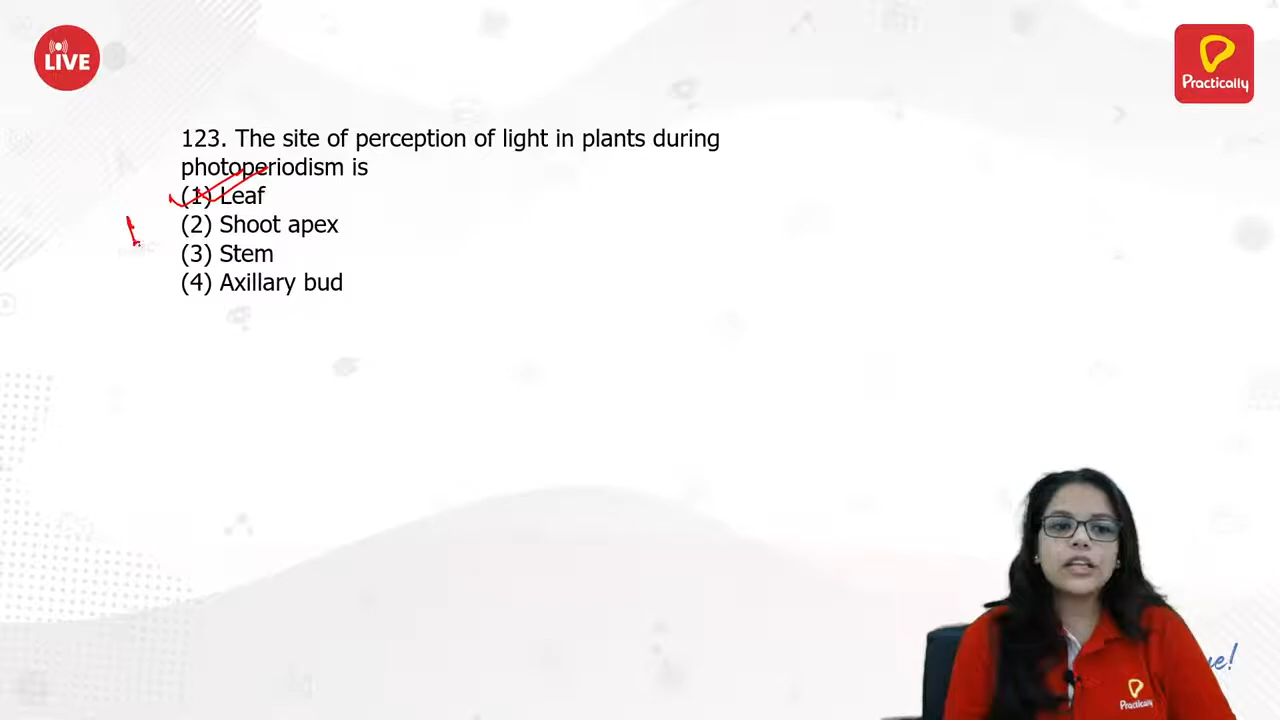 LIVE
Practically
123. The site of perception of light in plants during
photoperiodism is
(1) Leaf
(2) Shoot apex
(3) Stem
(4) Axillary bud
Practically